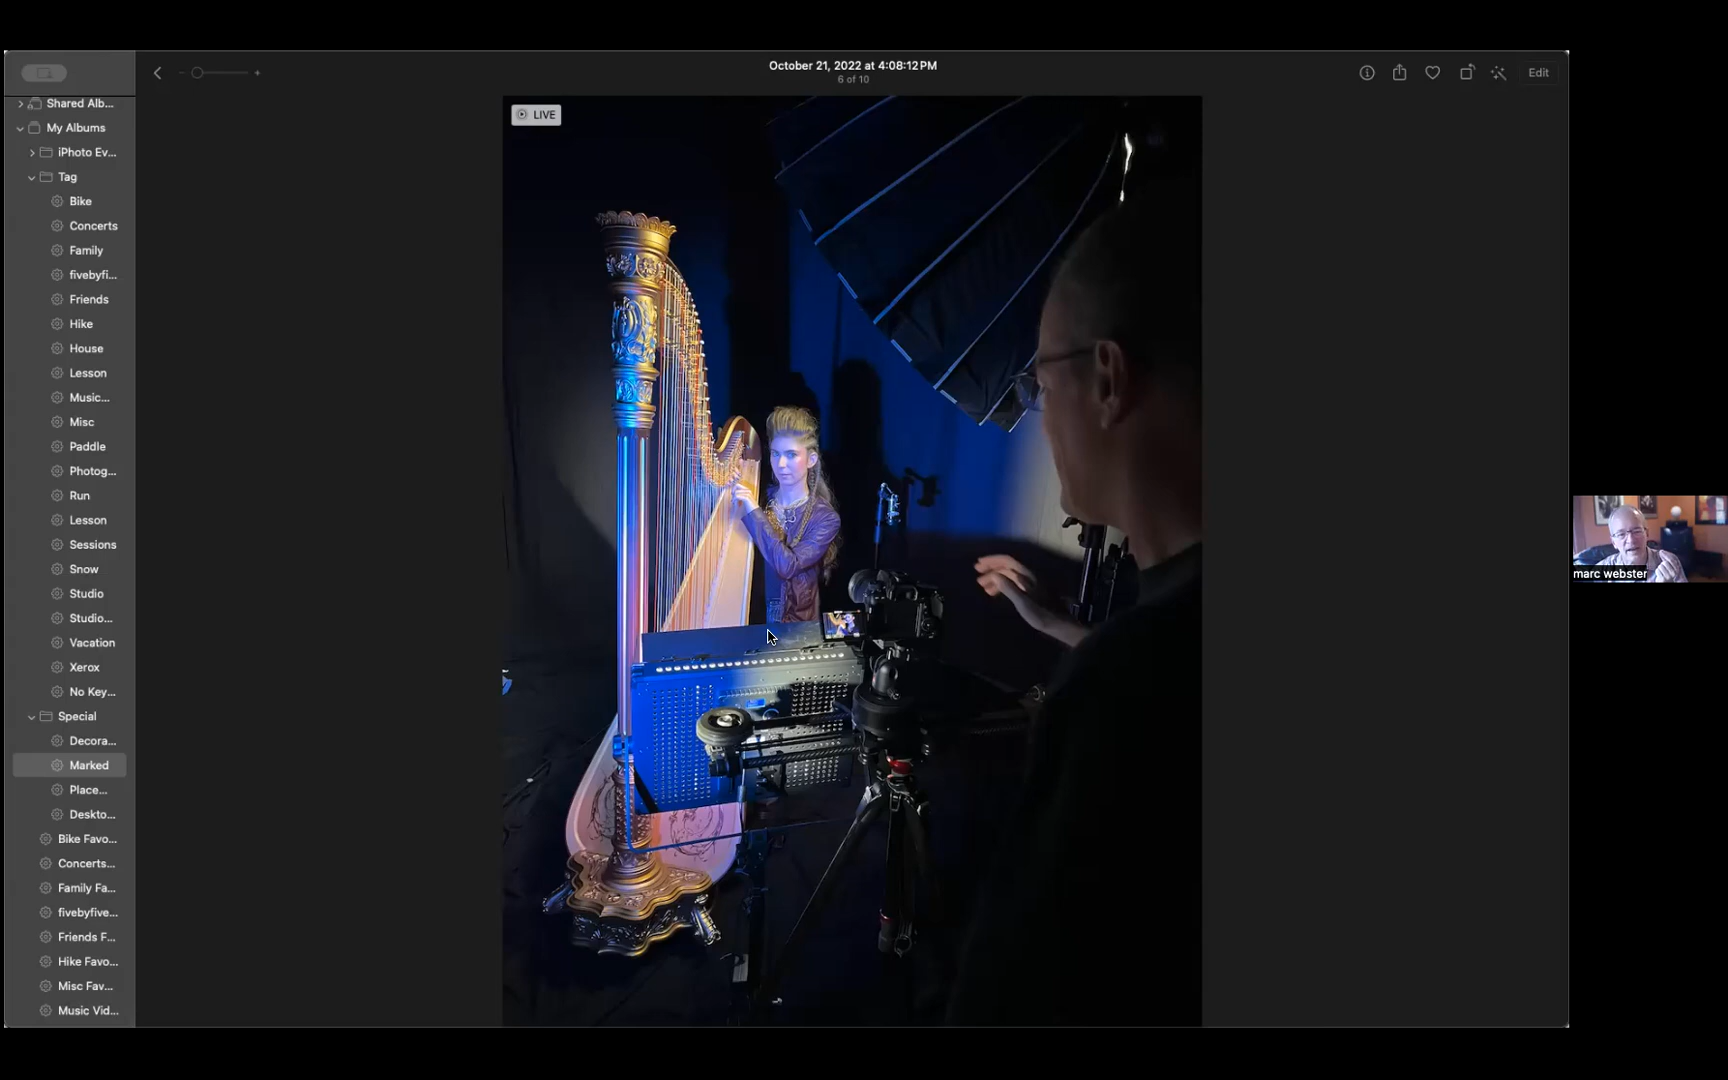 October 21, 2022 at 4:08:12 PM
6 of 10
Edit
LIVE
Shared Alb...
My Albums
iPhoto Ev...
Tag
Bike
Concerts
Family
fivebyfi...
Friends
Hike
House
Lesson
Music...
Misc
Paddle
Photog...
Run
Lesson
Sessions
Snow
Studio
Studio...
Vacation
Xerox
No Key...
Special
Decora...
Marked
Place...
Deskto...
Bike Favo...
Concerts...
Family Fa...
fivebyfive...
Friends F...
Hike Favo...
Misc Fav...
Music Vid...
marc webster